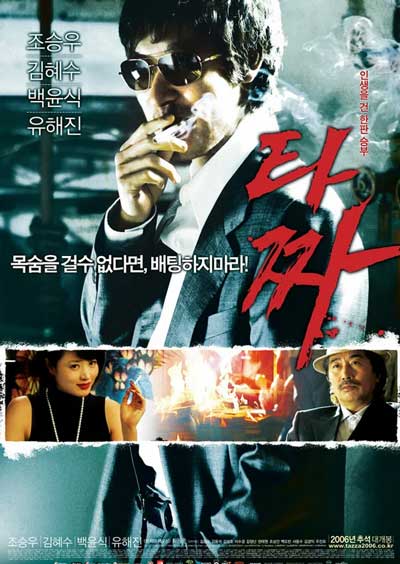 조승우
김혜수
백윤식
유해진
인생을 건 한판 승부
타짜
목숨을 걸수 없다면, 배팅하지마라!
조승우 김혜수 백윤식 유해진
2006년 추석 대개봉
www.tazza2006.co.kr